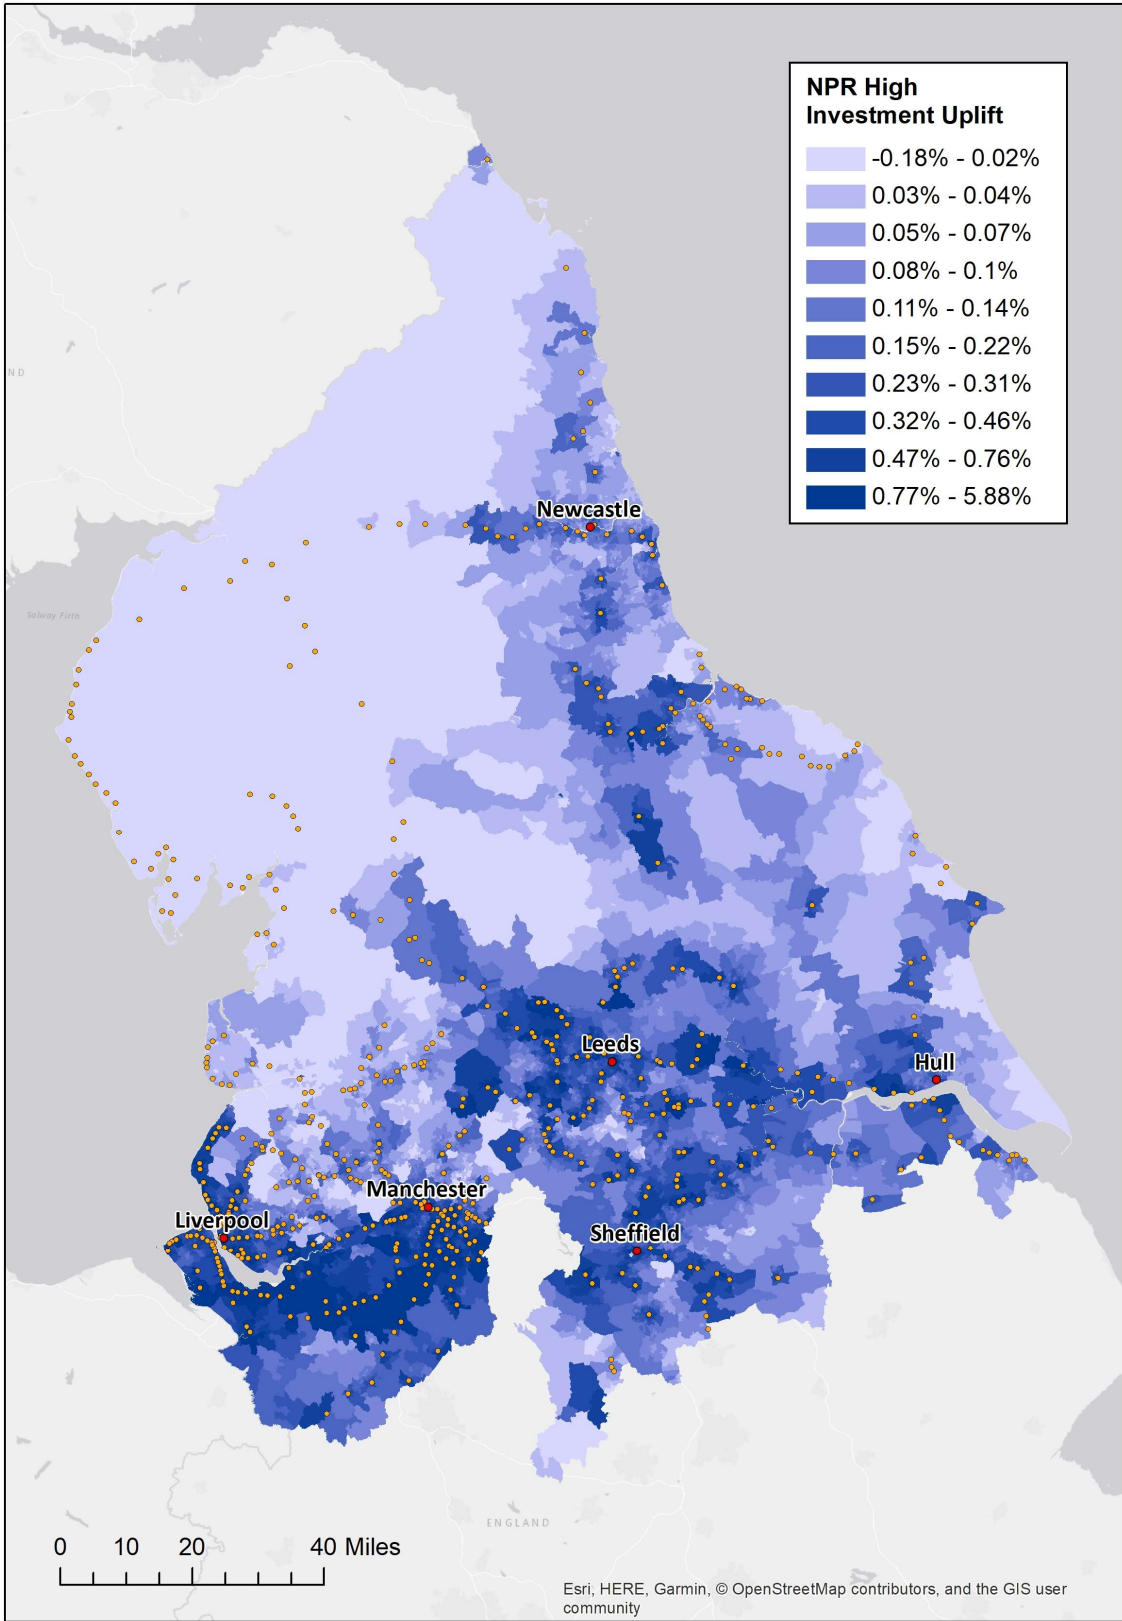 NPR High
Investment Uplift
-0.18% - 0.02%
0.03% - 0.04%
0.05% - 0.07%
0.08% - 0.1%
0.11% - 0.14%
0.15% - 0.22%
0.23% - 0.31%
0.32% - 0.46%
0.47% - 0.76%
0.77% - 5.88%
ND
Newcastle
Solway Firth
Leeds
Hull
Manchester
Liverpool
Sheffield
ENGLAND
0 10 20 40 Miles
Esri, HERE, Garmin, © OpenStreetMap contributors, and the GIS user
community